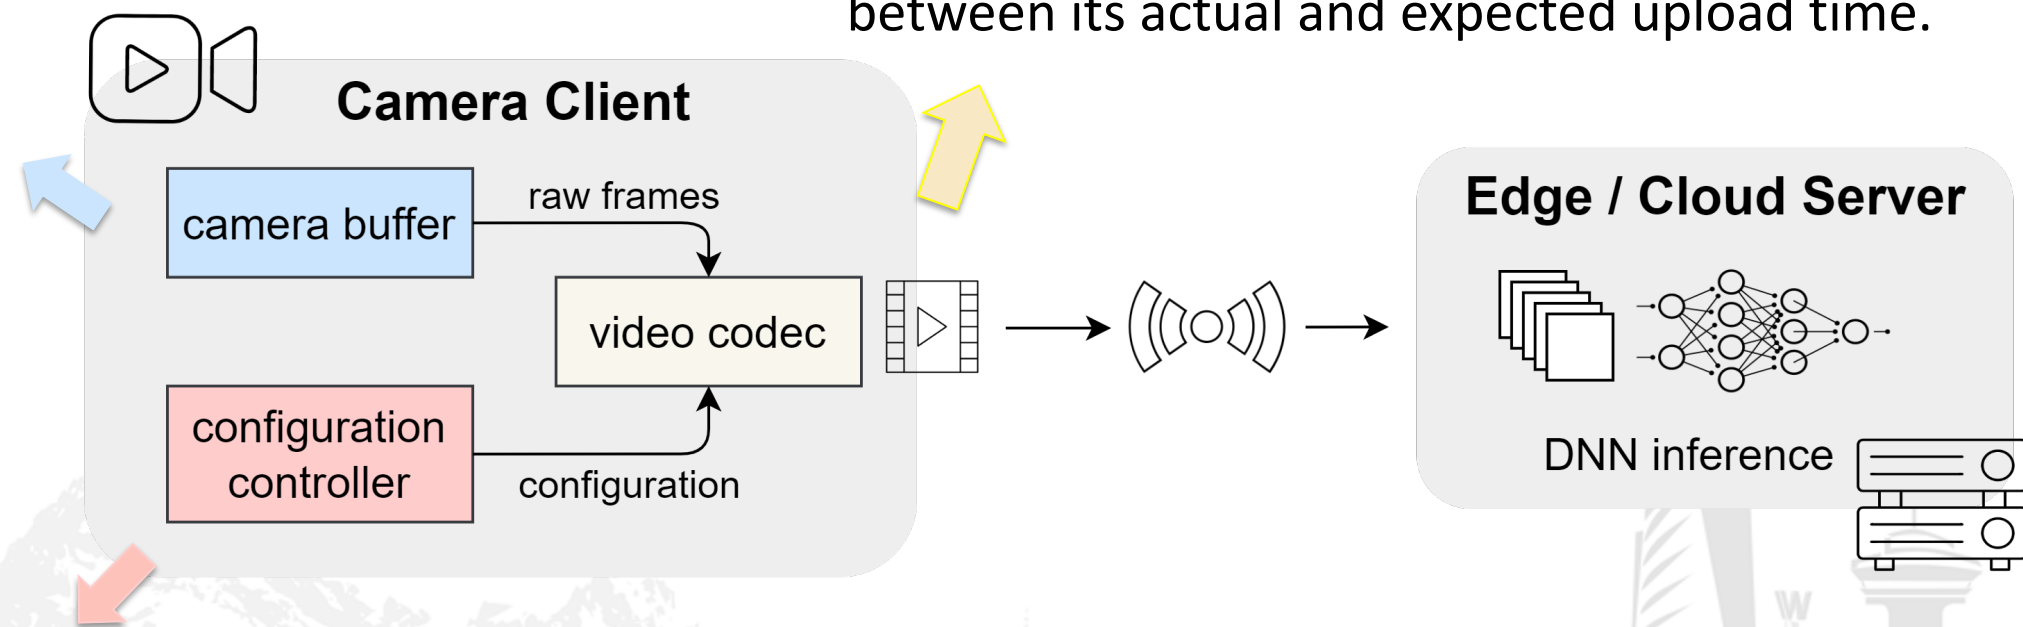 between its actual and expected upload time.
Camera Client
camera buffer
raw frames
video codec
configuration
controller
configuration
Edge / Cloud Server
DNN inference
W